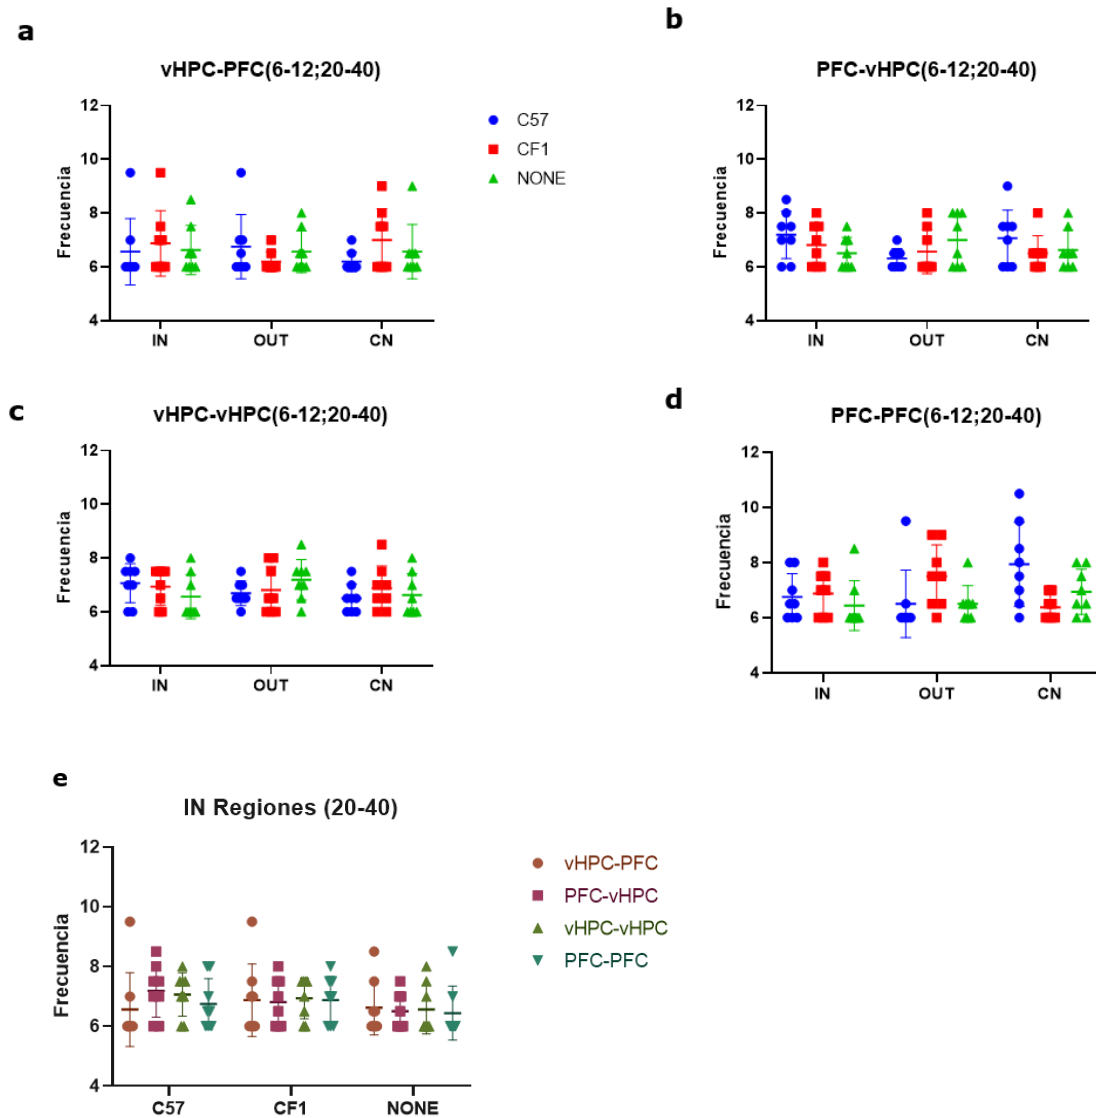 a
vHPC-PFC(6-12;20-40)
Frecuencia
12
10
8
6
4
IN OUT CN
C57
CF1
NONE
b
PFC-vHPC(6-12;20-40)
Frecuencia
12
10
8
6
4
IN OUT CN
c
vHPC-vHPC(6-12;20-40)
Frecuencia
12
10
8
6
4
IN OUT CN
d
PFC-PFC(6-12;20-40)
Frecuencia
12
10
8
6
4
IN OUT CN
e
IN Regiones (20-40)
Frecuencia
12
10
8
6
4
C57 CF1 NONE
vHPC-PFC
PFC-vHPC
vHPC-vHPC
PFC-PFC